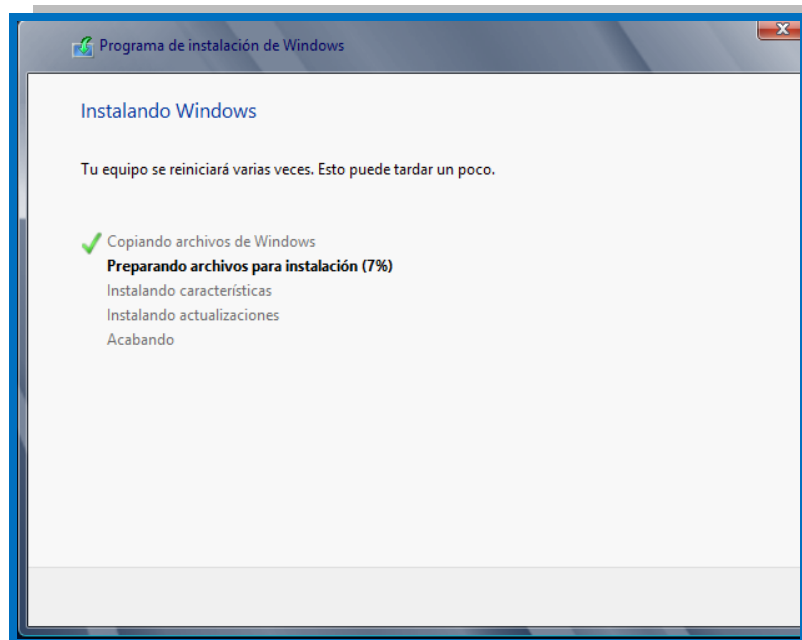 Programa de instalación de Windows
Instalando Windows
Tu equipo se reiniciará varias veces. Esto puede tardar un poco.
Copiando archivos de Windows
Preparando archivos para instalación (7%)
Instalando características
Instalando actualizaciones
Acabando